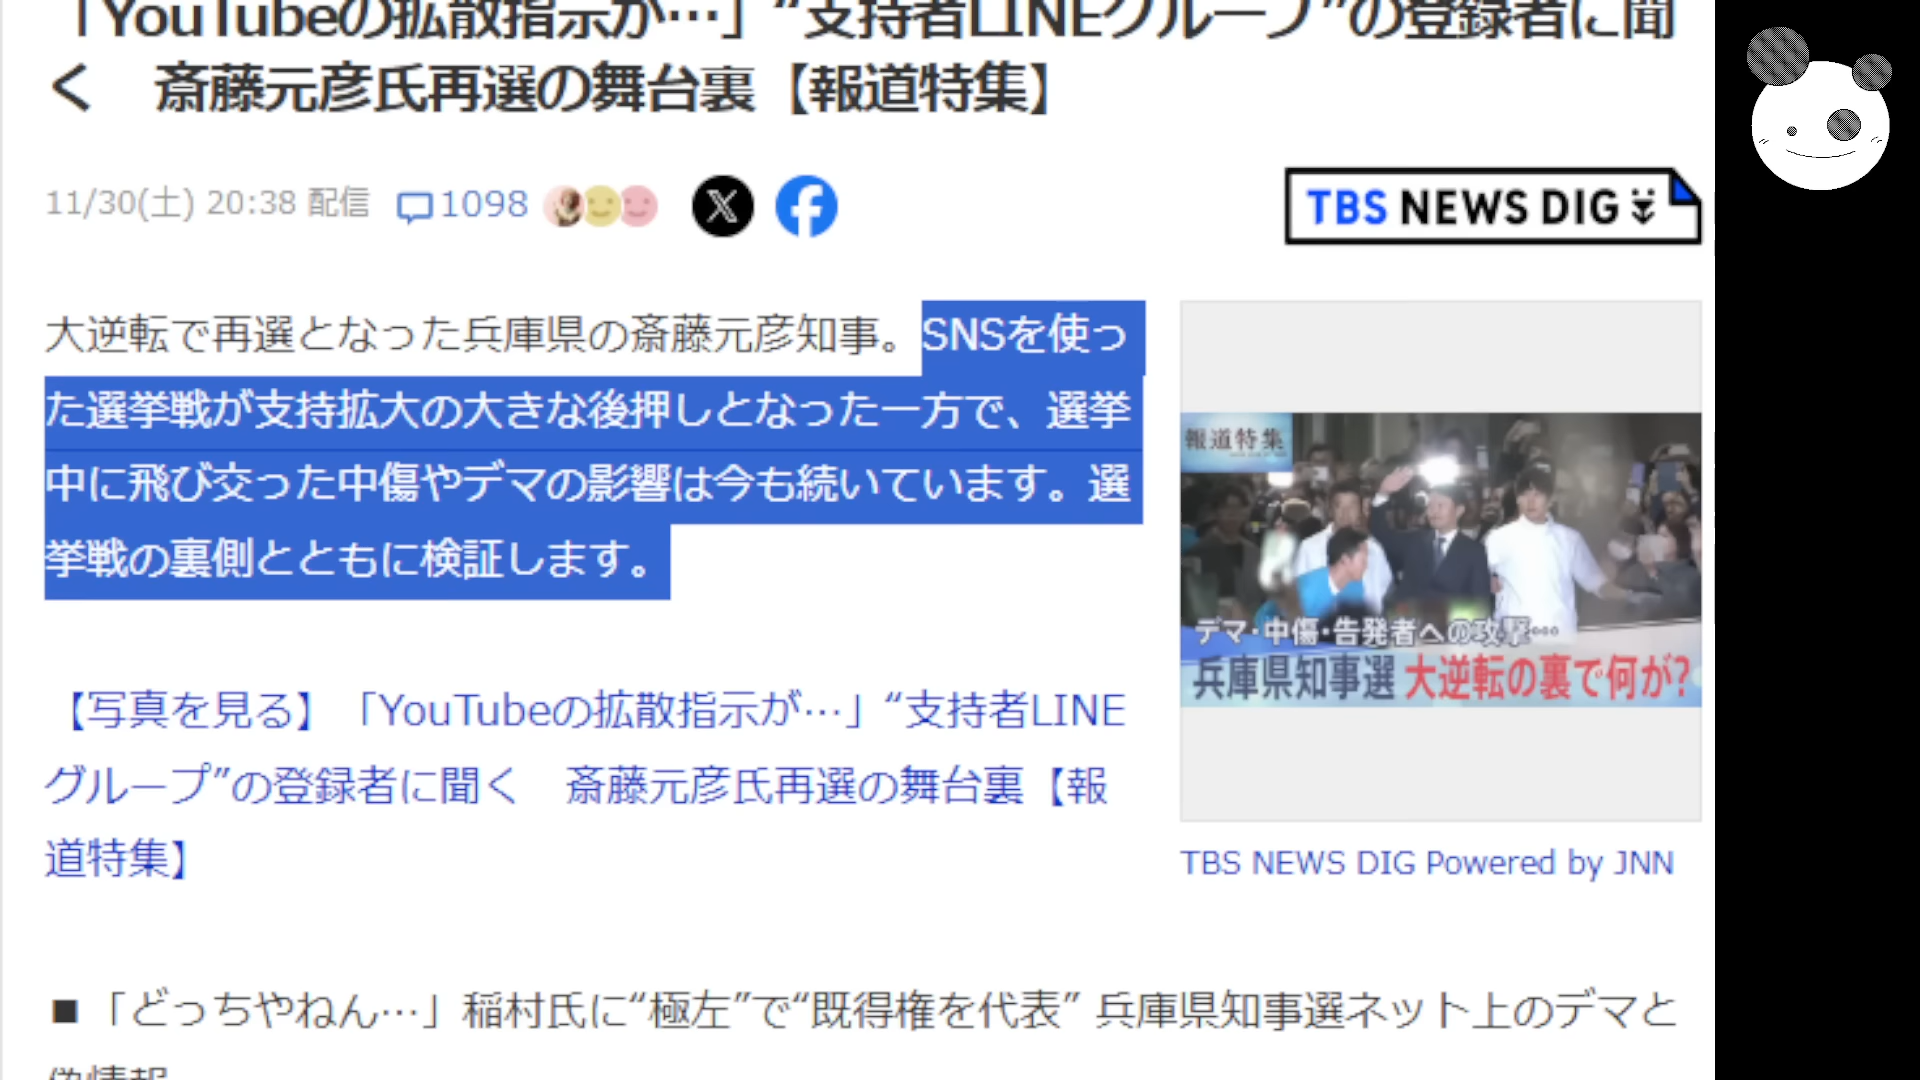 「YouTubeの拡散指示が…」“支持者LINEグループ”の登録者に聞
く　斎藤元彦氏再選の舞台裏【報道特集】
11/30(土) 20:38 配信 1098
TBS NEWS DIG
大逆転で再選となった兵庫県の斎藤元彦知事。SNSを使っ
た選挙戦が支持拡大の大きな後押しとなった一方で、選挙
中に飛び交った中傷やデマの影響は今も続いています。選
挙戦の裏側とともに検証します。
報道特集
デマ・中傷・告発者への攻撃…
兵庫県知事選 大逆転の裏で何が?
TBS NEWS DIG Powered by JNN
【写真を見る】「YouTubeの拡散指示が…」“支持者LINE
グループ”の登録者に聞く　斎藤元彦氏再選の舞台裏【報
道特集】
■「どっちやねん…」稲村氏に“極左”で“既得権を代表” 兵庫県知事選ネット上のデマと
偽情報